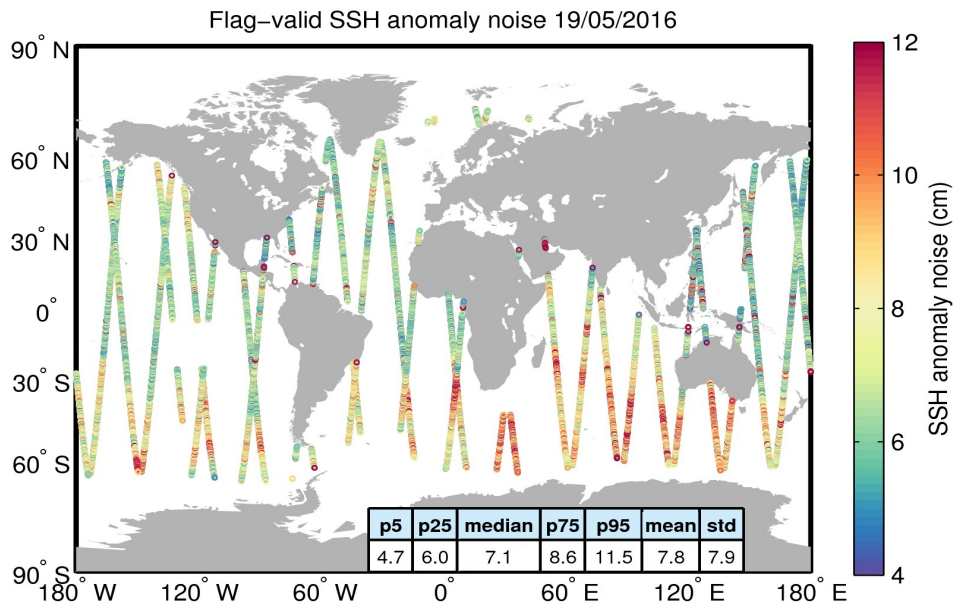 Flag−valid SSH anomaly noise 19/05/2016
90° N
60° N
30° N
0°
30° S
60° S
90° S
180° W
120° W
60° W
0°
60° E
120° E
180° E
p5 p25 median p75 p95 mean std
4.7 6.0 7.1 8.6 11.5 7.8 7.9
12
10
8
6
4
SSH anomaly noise (cm)